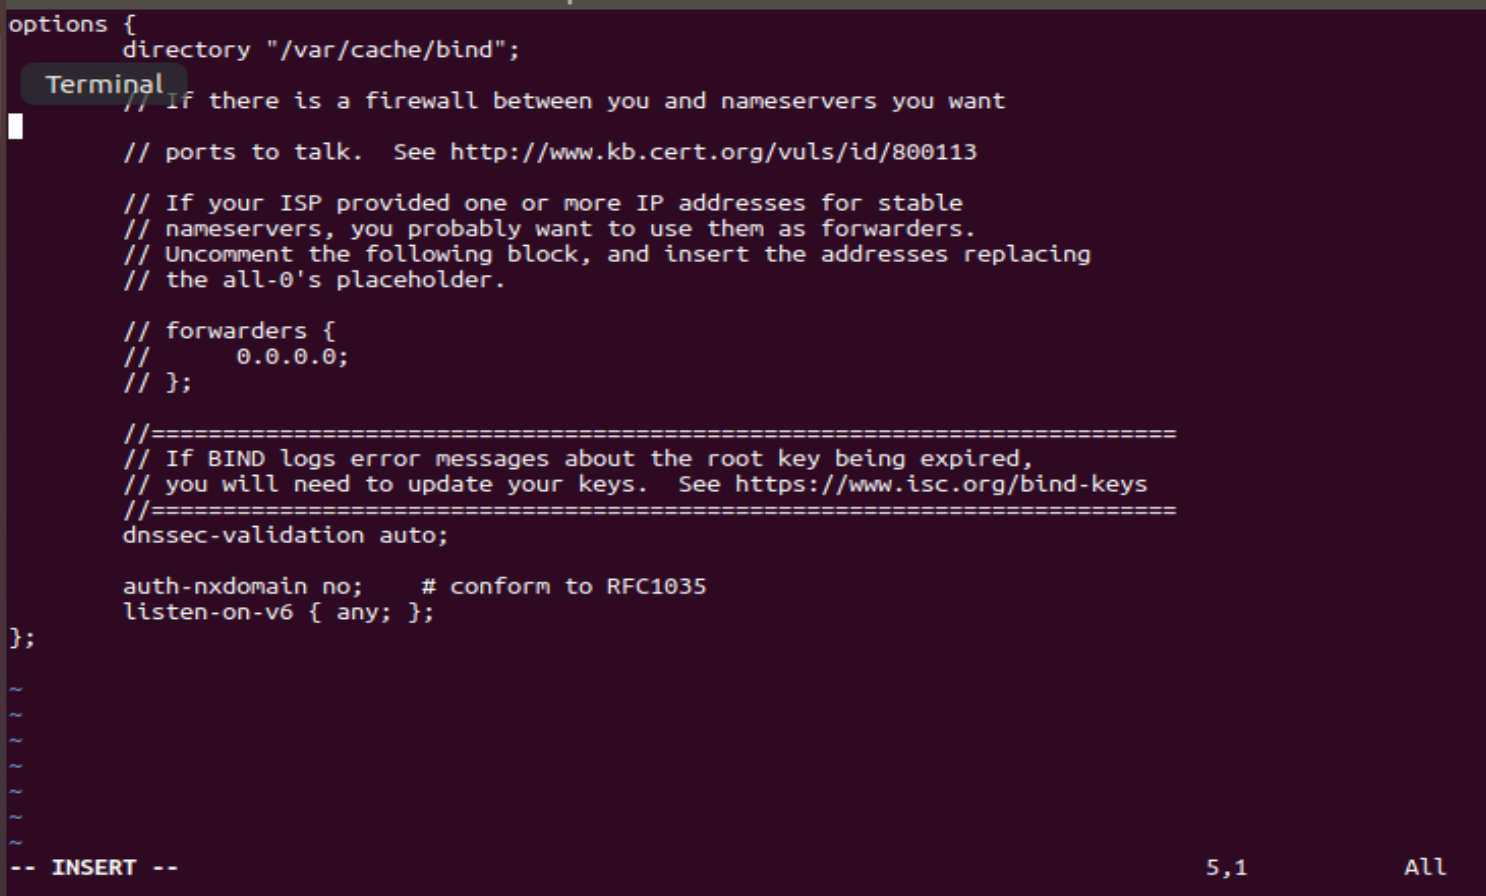 options {
        directory "/var/cache/bind";
Terminal
        // If there is a firewall between you and nameservers you want
        // ports to talk.  See http://www.kb.cert.org/vuls/id/800113
        // If your ISP provided one or more IP addresses for stable
        // nameservers, you probably want to use them as forwarders.
        // Uncomment the following block, and insert the addresses replacing
        // the all-0's placeholder.
        // forwarders {
        //      0.0.0.0;
        // };
        //========================================================================
        // If BIND logs error messages about the root key being expired,
        // you will need to update your keys.  See https://www.isc.org/bind-keys
        //========================================================================
        dnssec-validation auto;
        auth-nxdomain no;    # conform to RFC1035
        listen-on-v6 { any; };
};
~
~
~
~
~
~
~
-- INSERT --                                                        5,1           All